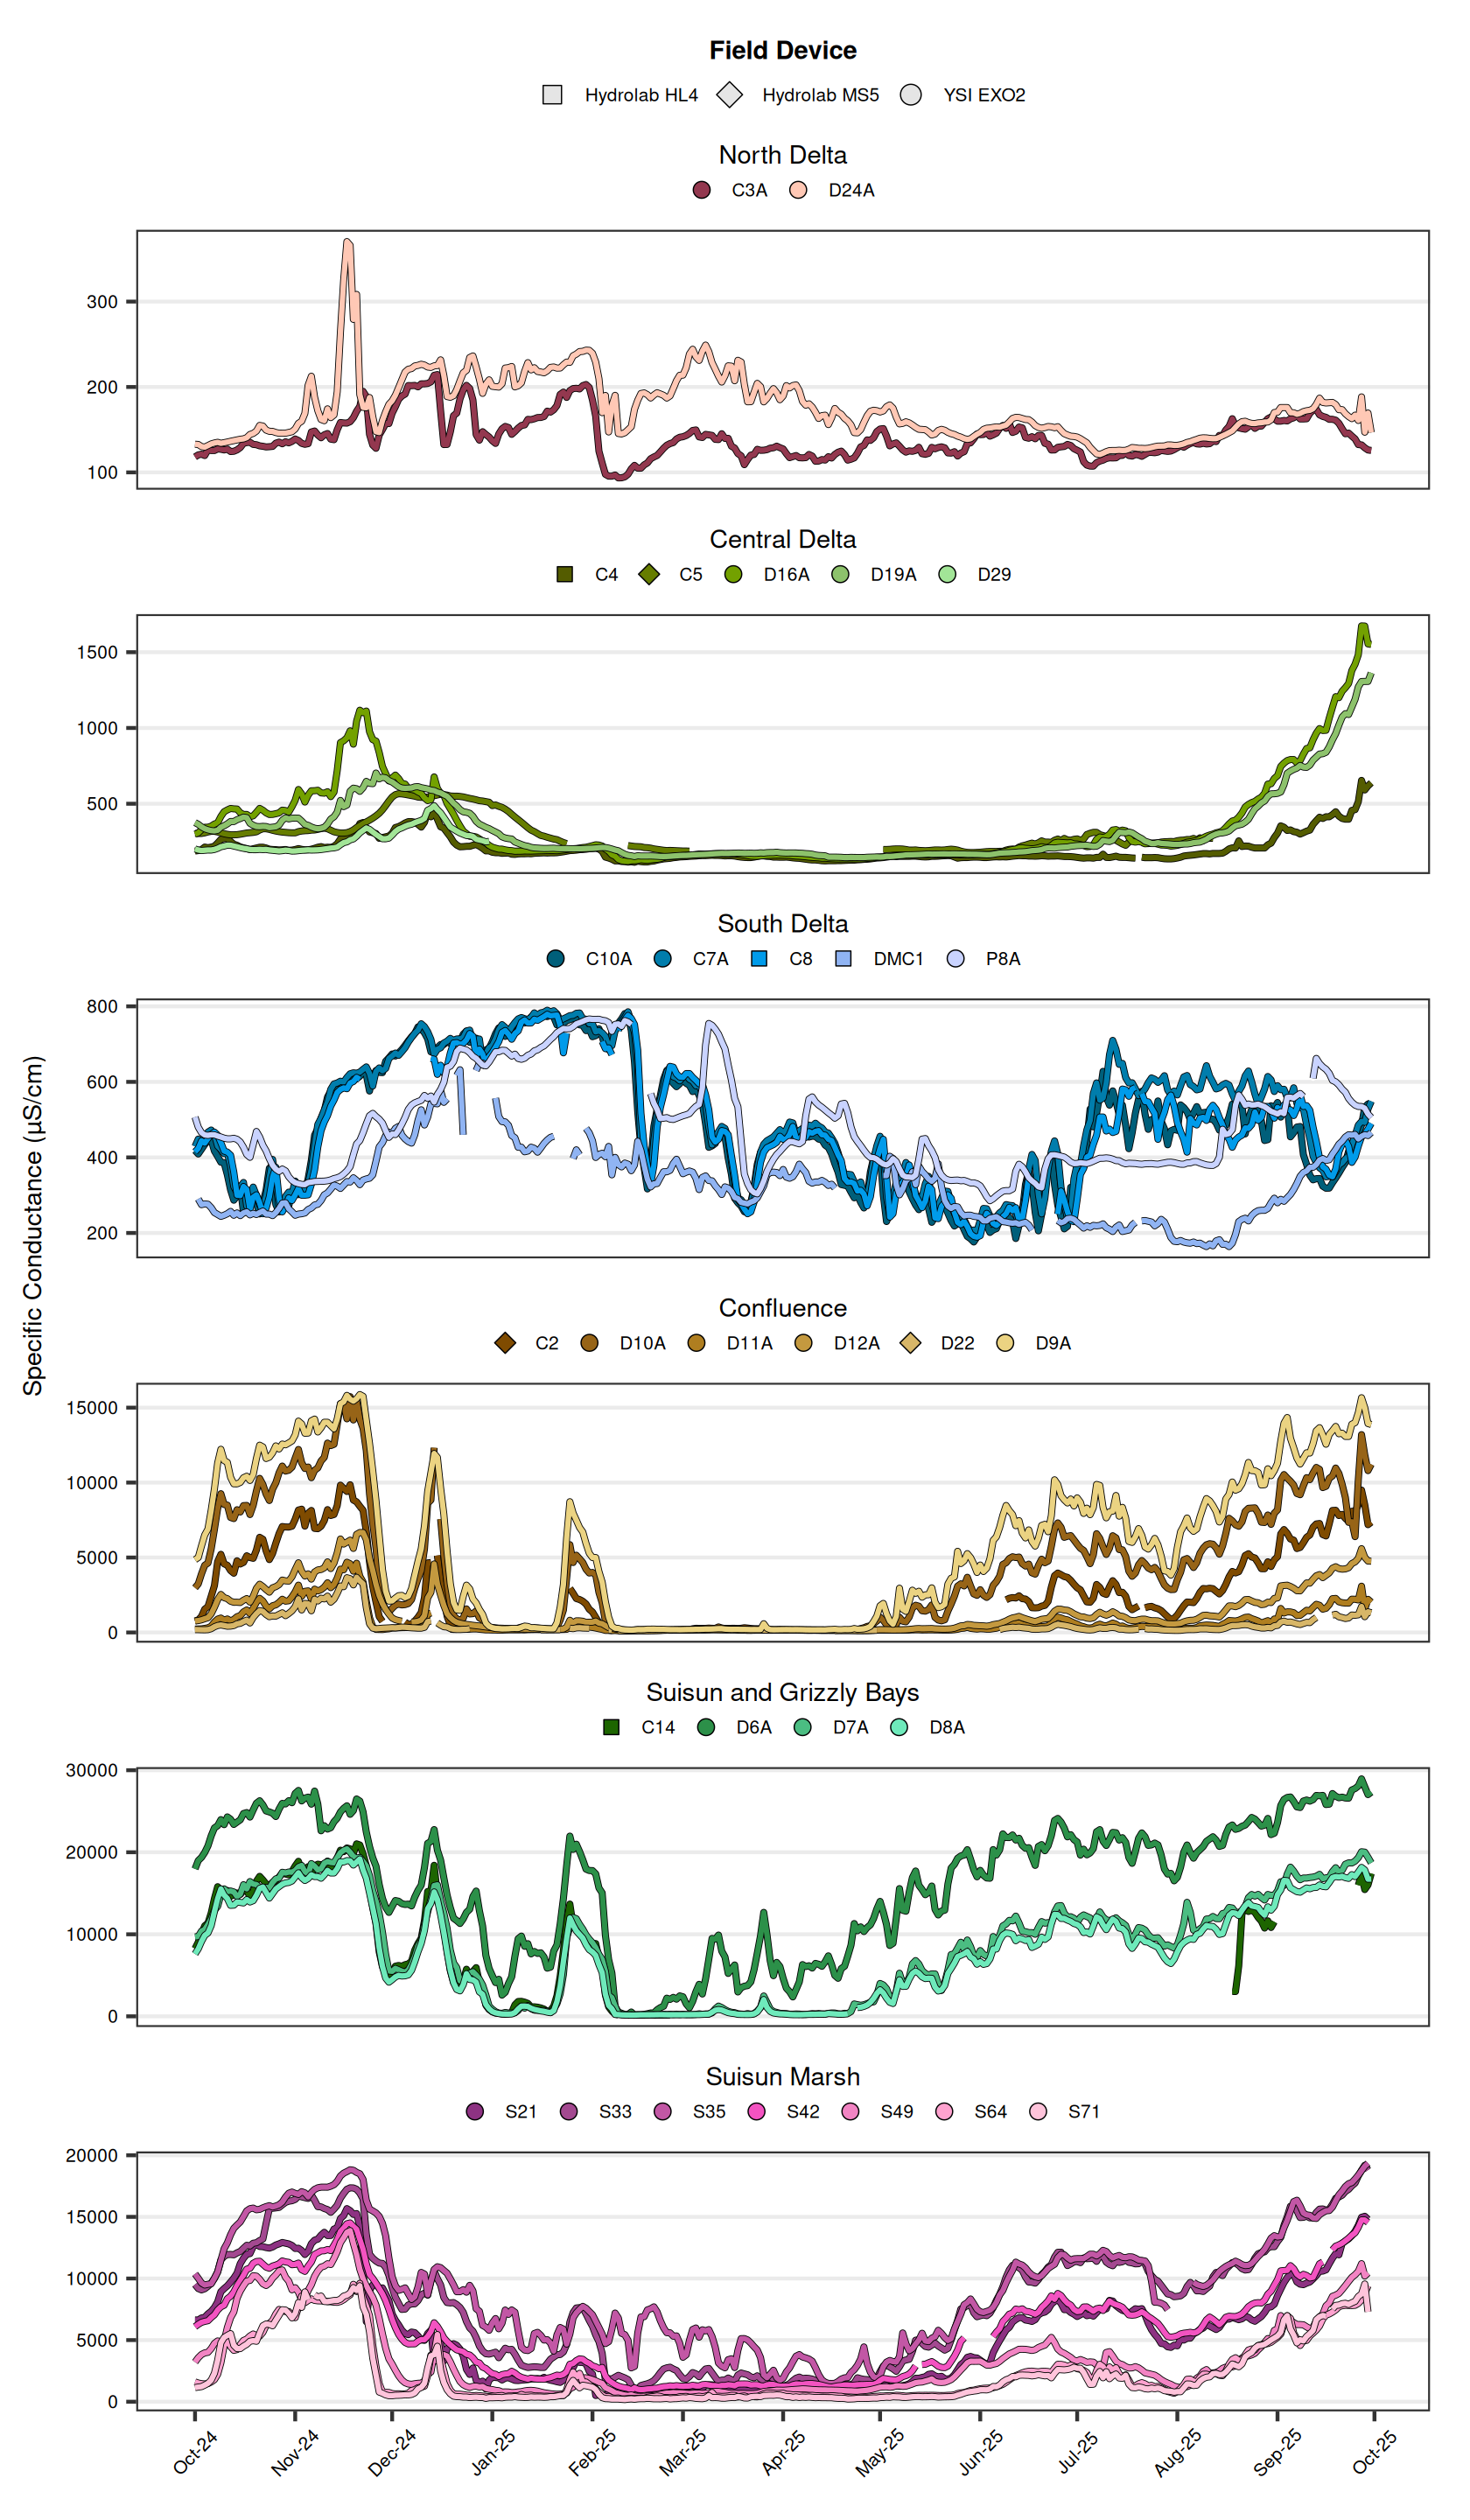 Field Device
Hydrolab HL4 Hydrolab MS5 YSI EXO2
North Delta
C3A D24A
300
200
100
Central Delta
C4 C5 D16A D19A D29
1500
1000
500
South Delta
C10A C7A C8 DMC1 P8A
800
600
400
200
Specific Conductance (µS/cm)
Confluence
C2 D10A D11A D12A D22 D9A
15000
10000
5000
0
Suisun and Grizzly Bays
C14 D6A D7A D8A
30000
20000
10000
0
Suisun Marsh
S21 S33 S35 S42 S49 S64 S71
20000
15000
10000
5000
0
Oct-24 Nov-24 Dec-24 Jan-25 Feb-25 Mar-25 Apr-25 May-25 Jun-25 Jul-25 Aug-25 Sep-25 Oct-25